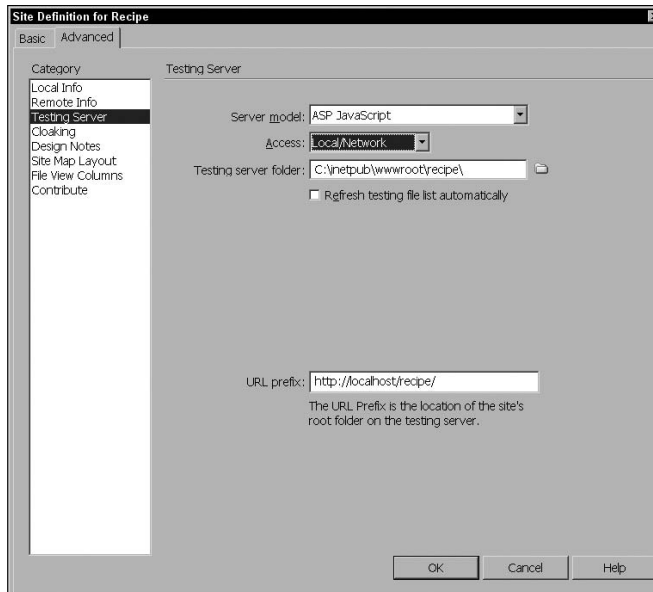 Site Definition for Recipe
Basic
Advanced
Category
Local Info
Remote Info
Testing Server
Cloaking
Design Notes
Site Map Layout
File View Columns
Contribute
Testing Server
Server model: ASP JavaScript
Access: Local/Network
Testing server folder: C:\Inetpub\wwwroot\recipe\
Refresh testing file list automatically
URL prefix: http://localhost/recipe/
The URL Prefix is the location of the site's
root folder on the testing server.
OK
Cancel
Help